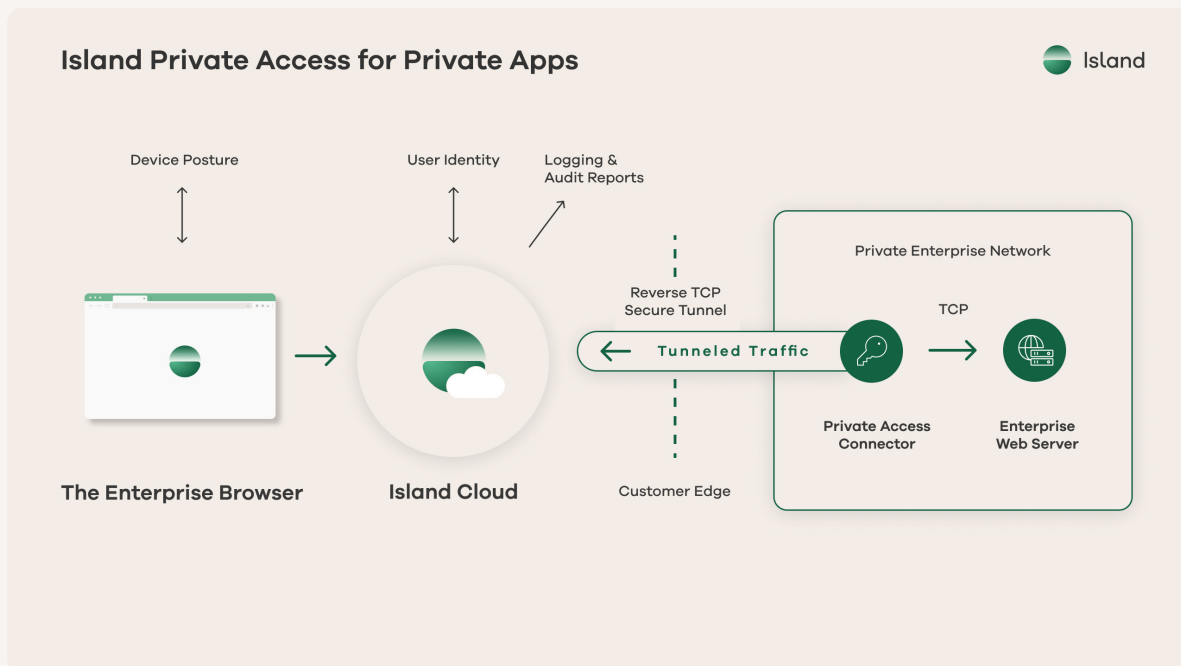 Island Private Access for Private Apps
Island
Device Posture
User Identity
Logging &
Audit Reports
Private Enterprise Network
Reverse TCP
Secure Tunnel
TCP
Tunneled Traffic
Private Access
Connector
Enterprise
Web Server
The Enterprise Browser
Island Cloud
Customer Edge